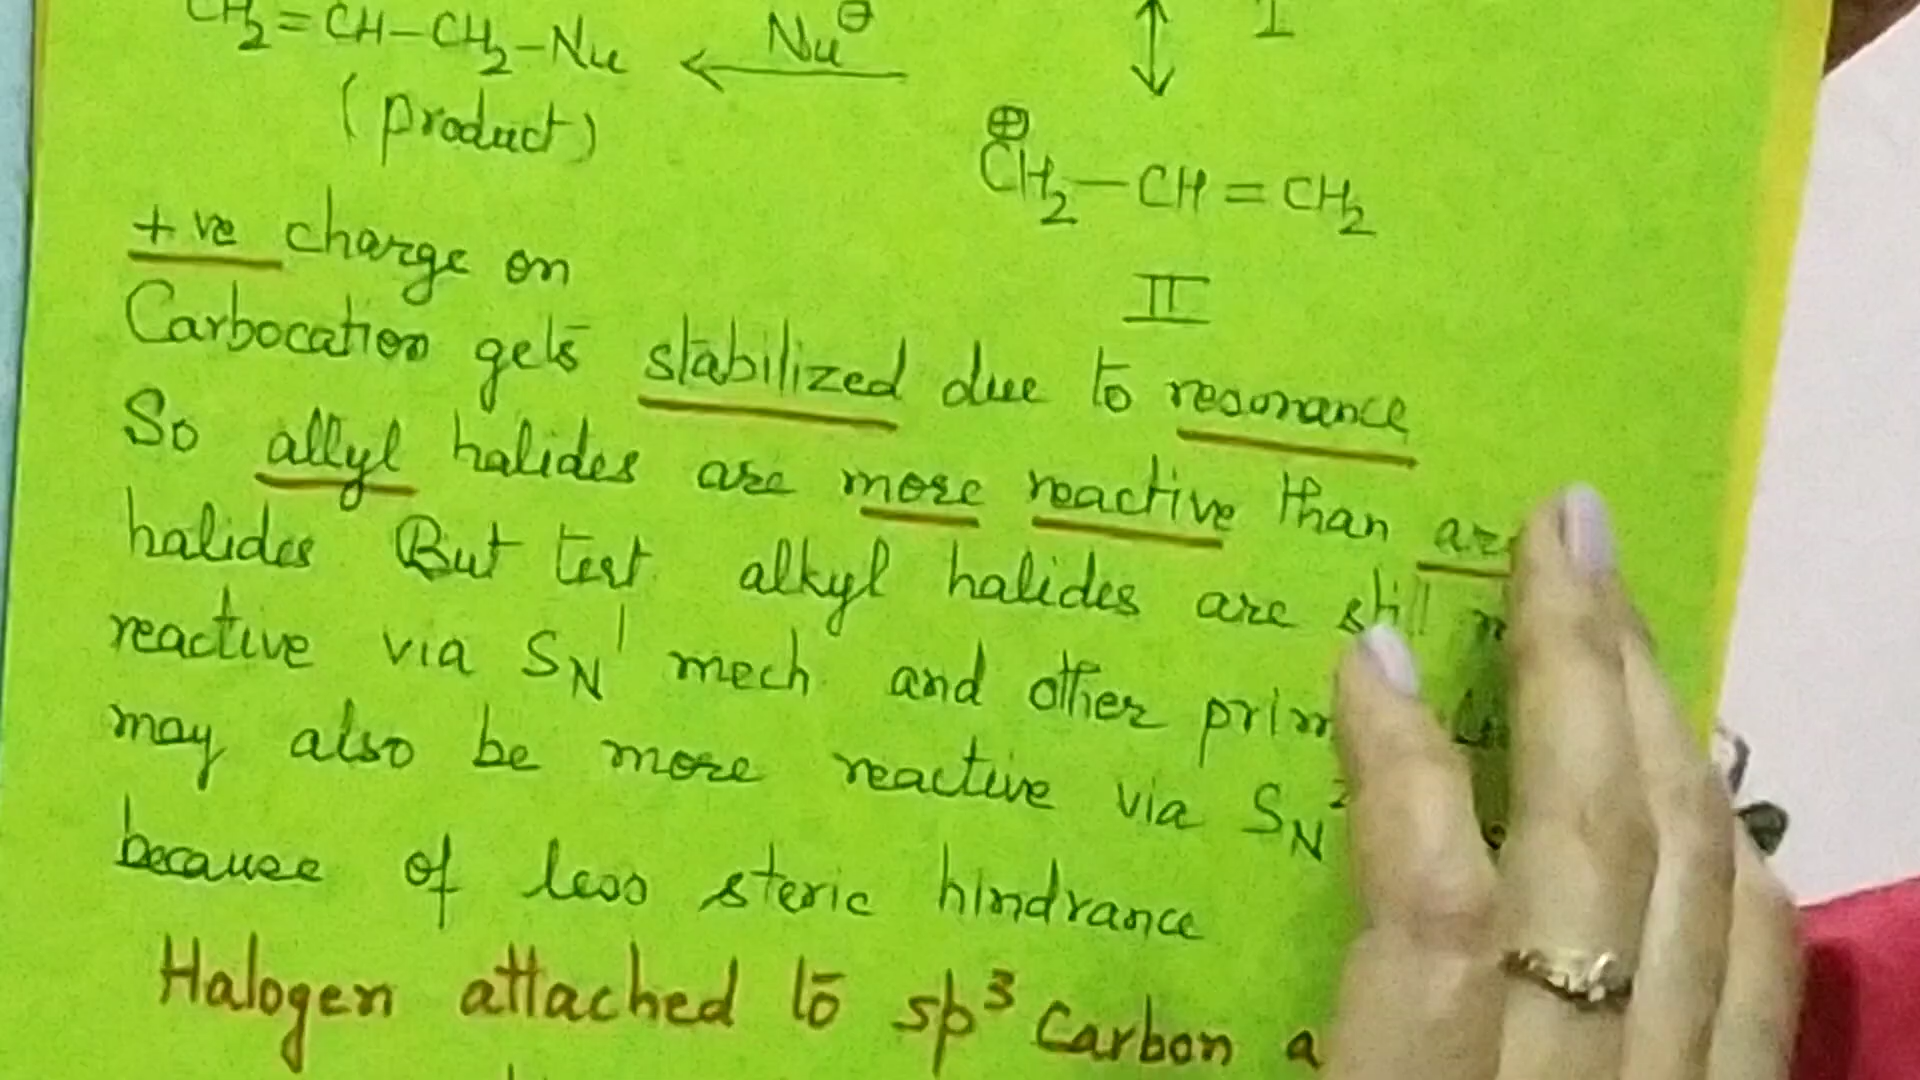 CH₂=CH–CH₂–Nu
Nu⊖
I
(product)
⊕
CH₂–CH=CH₂
II
+ve charge on
Carbocation gets stabilized due to resonance
So allyl halides are more reactive than
halides But tert alkyl halides are still
reactive via SN¹ mech and other
may also be more reactive via SN²
because of less steric hindrance
Halogen attached to sp³ carbon